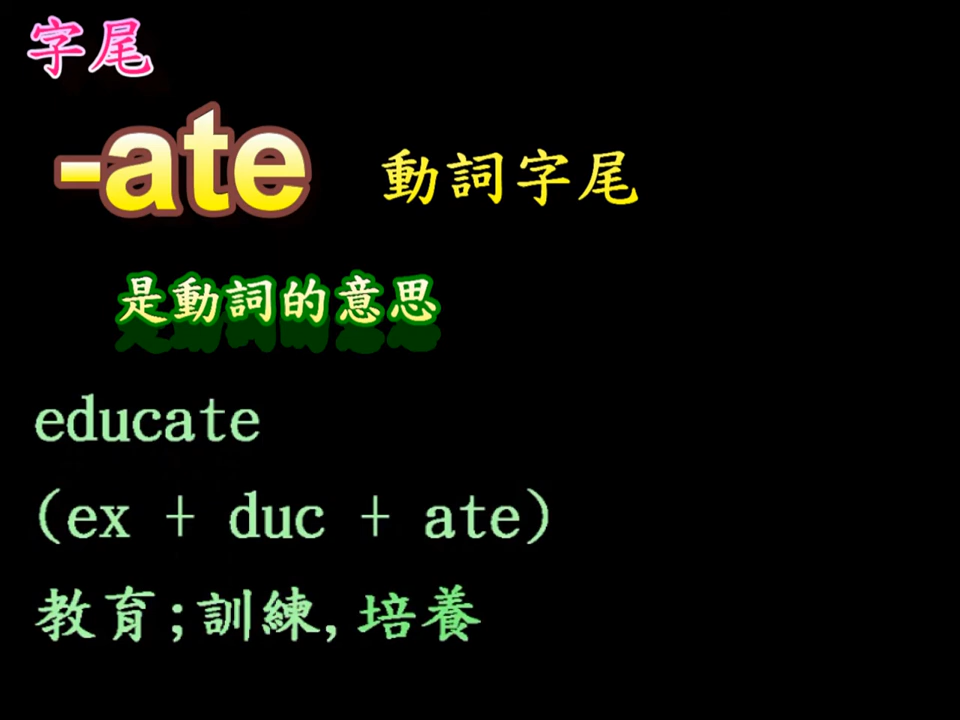 字尾
-ate 動詞字尾
是動詞的意思
educate
(ex + duc + ate)
教育;訓練,培養